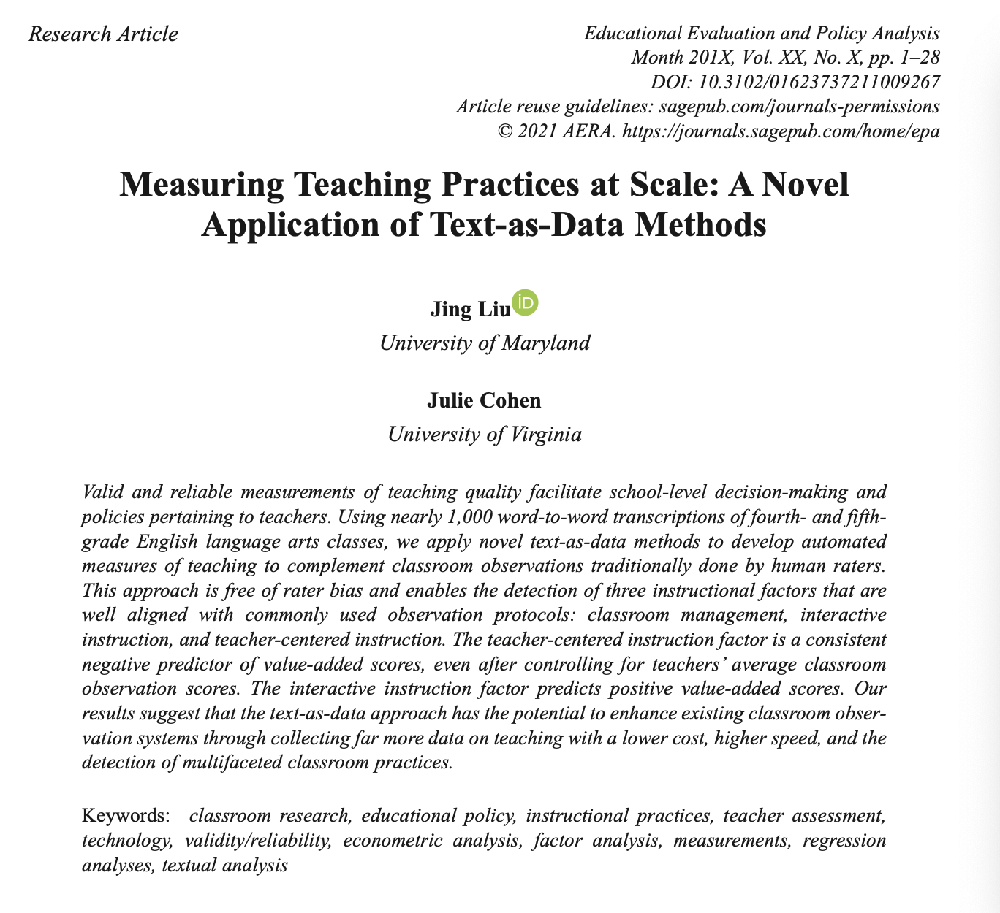 Research Article
Educational Evaluation and Policy Analysis
Month 201X, Vol. XX, No. X, pp. 1–28
DOI: 10.3102/01623737211009267
Article reuse guidelines: sagepub.com/journals-permissions
© 2021 AERA. https://journals.sagepub.com/home/epa
Measuring Teaching Practices at Scale: A Novel
Application of Text-as-Data Methods
Jing Liu iD
University of Maryland
Julie Cohen
University of Virginia
Valid and reliable measurements of teaching quality facilitate school-level decision-making and
policies pertaining to teachers. Using nearly 1,000 word-to-word transcriptions of fourth- and fifth-
grade English language arts classes, we apply novel text-as-data methods to develop automated
measures of teaching to complement classroom observations traditionally done by human raters.
This approach is free of rater bias and enables the detection of three instructional factors that are
well aligned with commonly used observation protocols: classroom management, interactive
instruction, and teacher-centered instruction. The teacher-centered instruction factor is a consistent
negative predictor of value-added scores, even after controlling for teachers’ average classroom
observation scores. The interactive instruction factor predicts positive value-added scores. Our
results suggest that the text-as-data approach has the potential to enhance existing classroom obser-
vation systems through collecting far more data on teaching with a lower cost, higher speed, and the
detection of multifaceted classroom practices.
Keywords: classroom research, educational policy, instructional practices, teacher assessment,
technology, validity/reliability, econometric analysis, factor analysis, measurements, regression
analyses, textual analysis